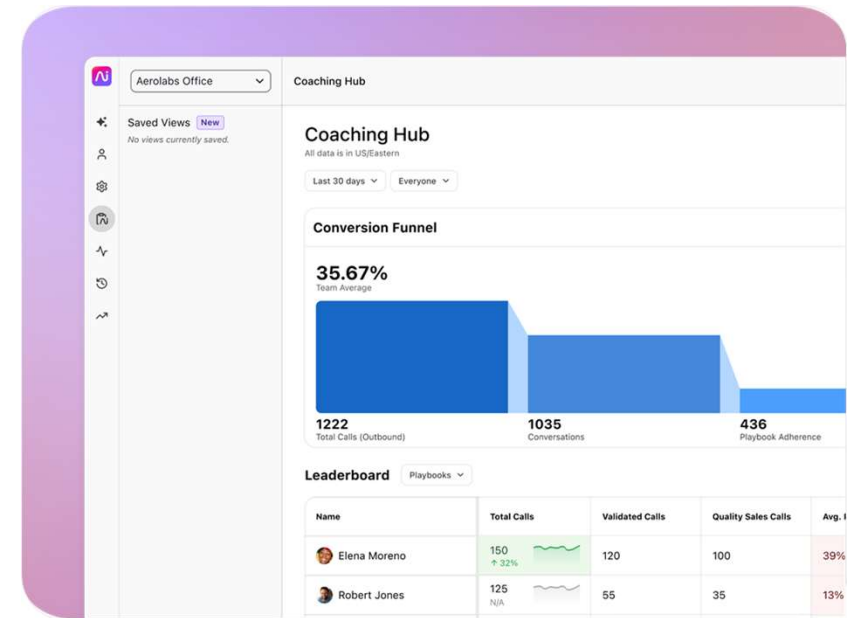 Aerolabs Office
Coaching Hub
Saved Views New
No views currently saved.
Coaching Hub
All data is in US/Eastern
Last 30 days Everyone
Conversion Funnel
35.67%
Team Average
1222 1035 436
Total Calls (Outbound) Conversations Playbook Adherence
Leaderboard Playbooks
Name Total Calls Validated Calls Quality Sales Calls Avg.
Elena Moreno 150 120 100 39%
↑ 32%
Robert Jones 125 55 35 13%
N/A